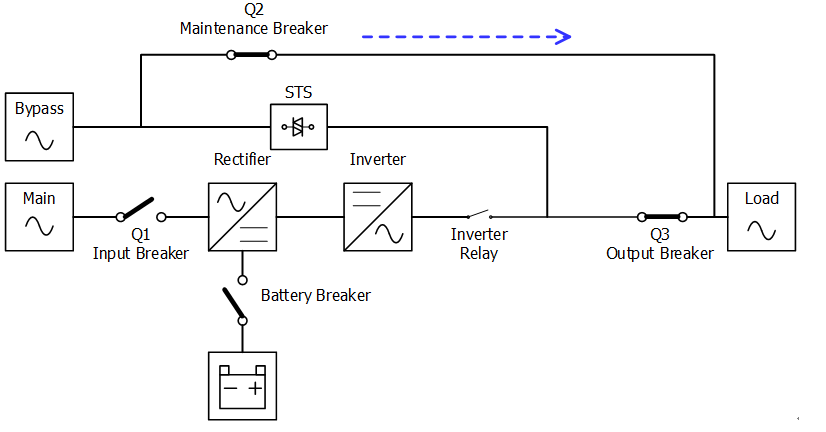 Q2
Maintenance Breaker
STS
Bypass
Rectifier
Inverter
Main
Load
Q1
Input Breaker
Inverter
Relay
Q3
Output Breaker
Battery Breaker
− +